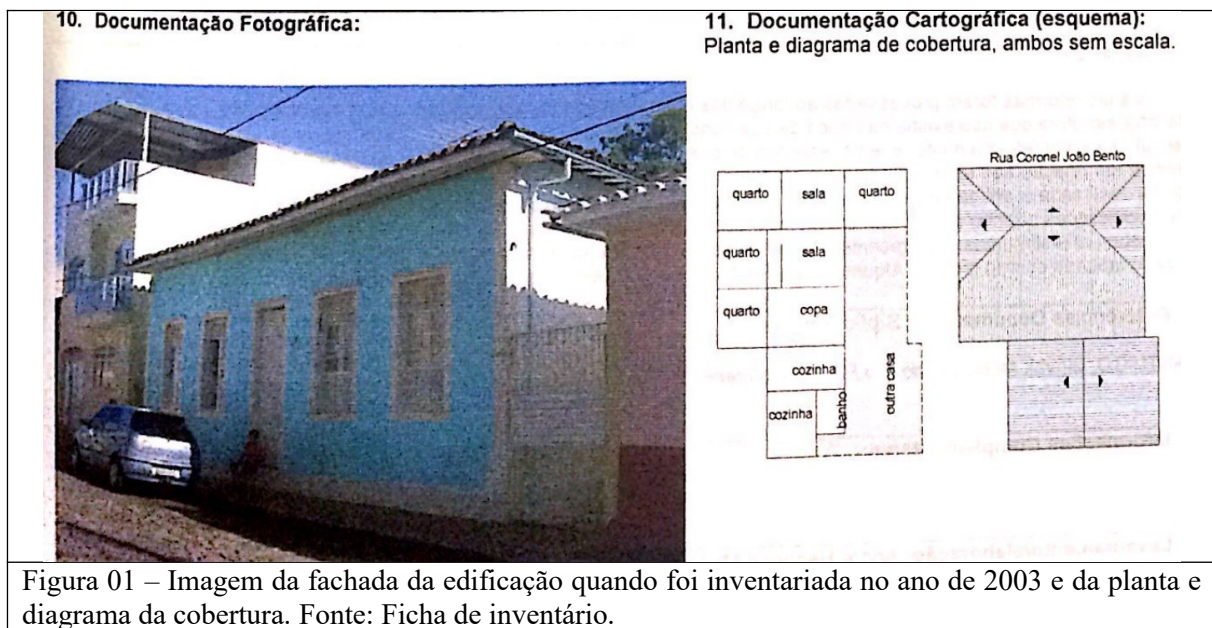 10. Documentação Fotográfica:
11. Documentação Cartográfica (esquema):
Planta e diagrama de cobertura, ambos sem escala.
Rua Coronel João Bento
quarto sala quarto
quarto sala
quarto copa
cozinha
cozinha banho outra casa
Figura 01 – Imagem da fachada da edificação quando foi inventariada no ano de 2003 e da planta e
diagrama da cobertura. Fonte: Ficha de inventário.